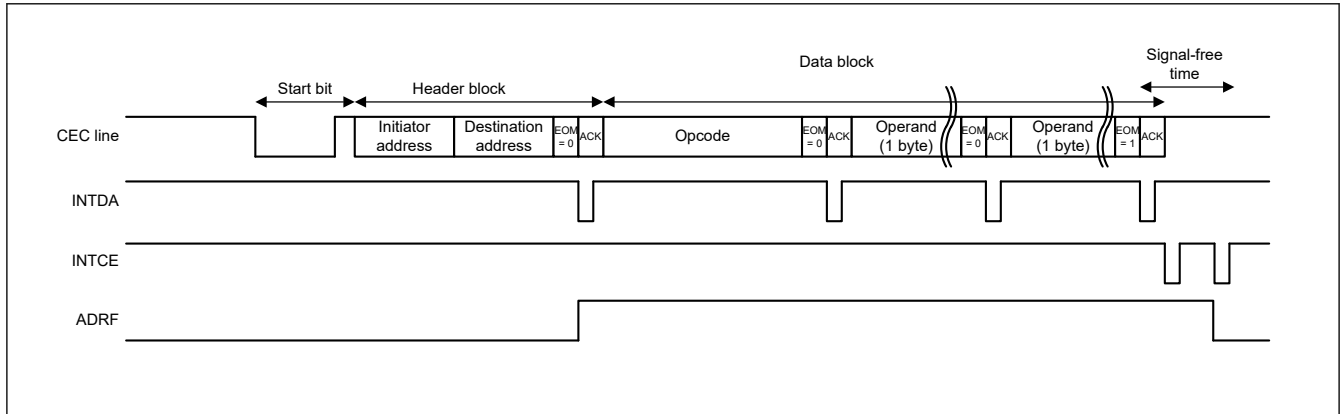 Signal-free
time
Data block
Start bit
Header block
CEC line
Initiator
address
Destination
address
EOM
= 0
ACK
Opcode
EOM
= 0
ACK
Operand
(1 byte)
EOM
= 0
ACK
Operand
(1 byte)
EOM
= 1
ACK
INTDA
INTCE
ADRF